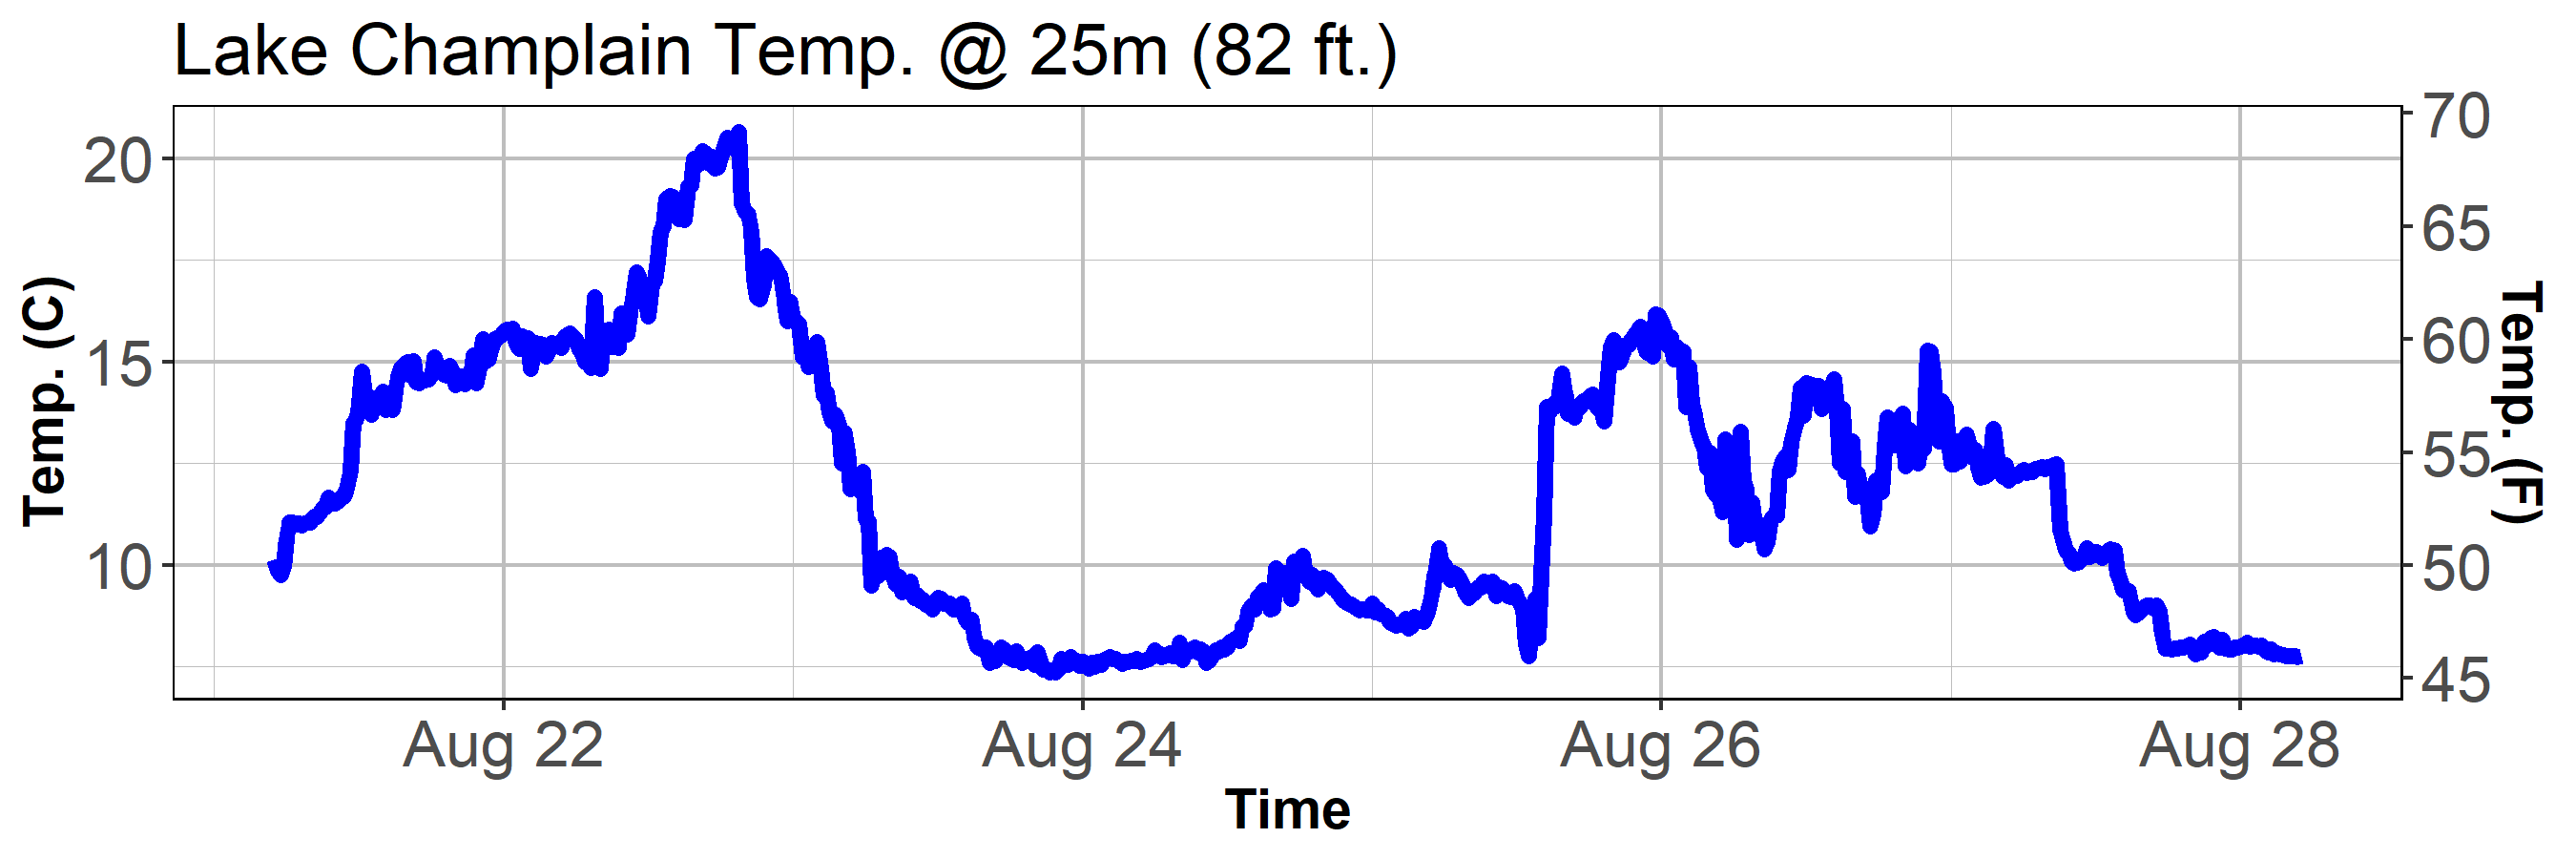 Lake Champlain Temp. @ 25m (82 ft.)
Temp. (C)
20
15
10
70
65
60
55
50
45
Temp. (F)
Aug 22 Aug 24 Aug 26 Aug 28
Time